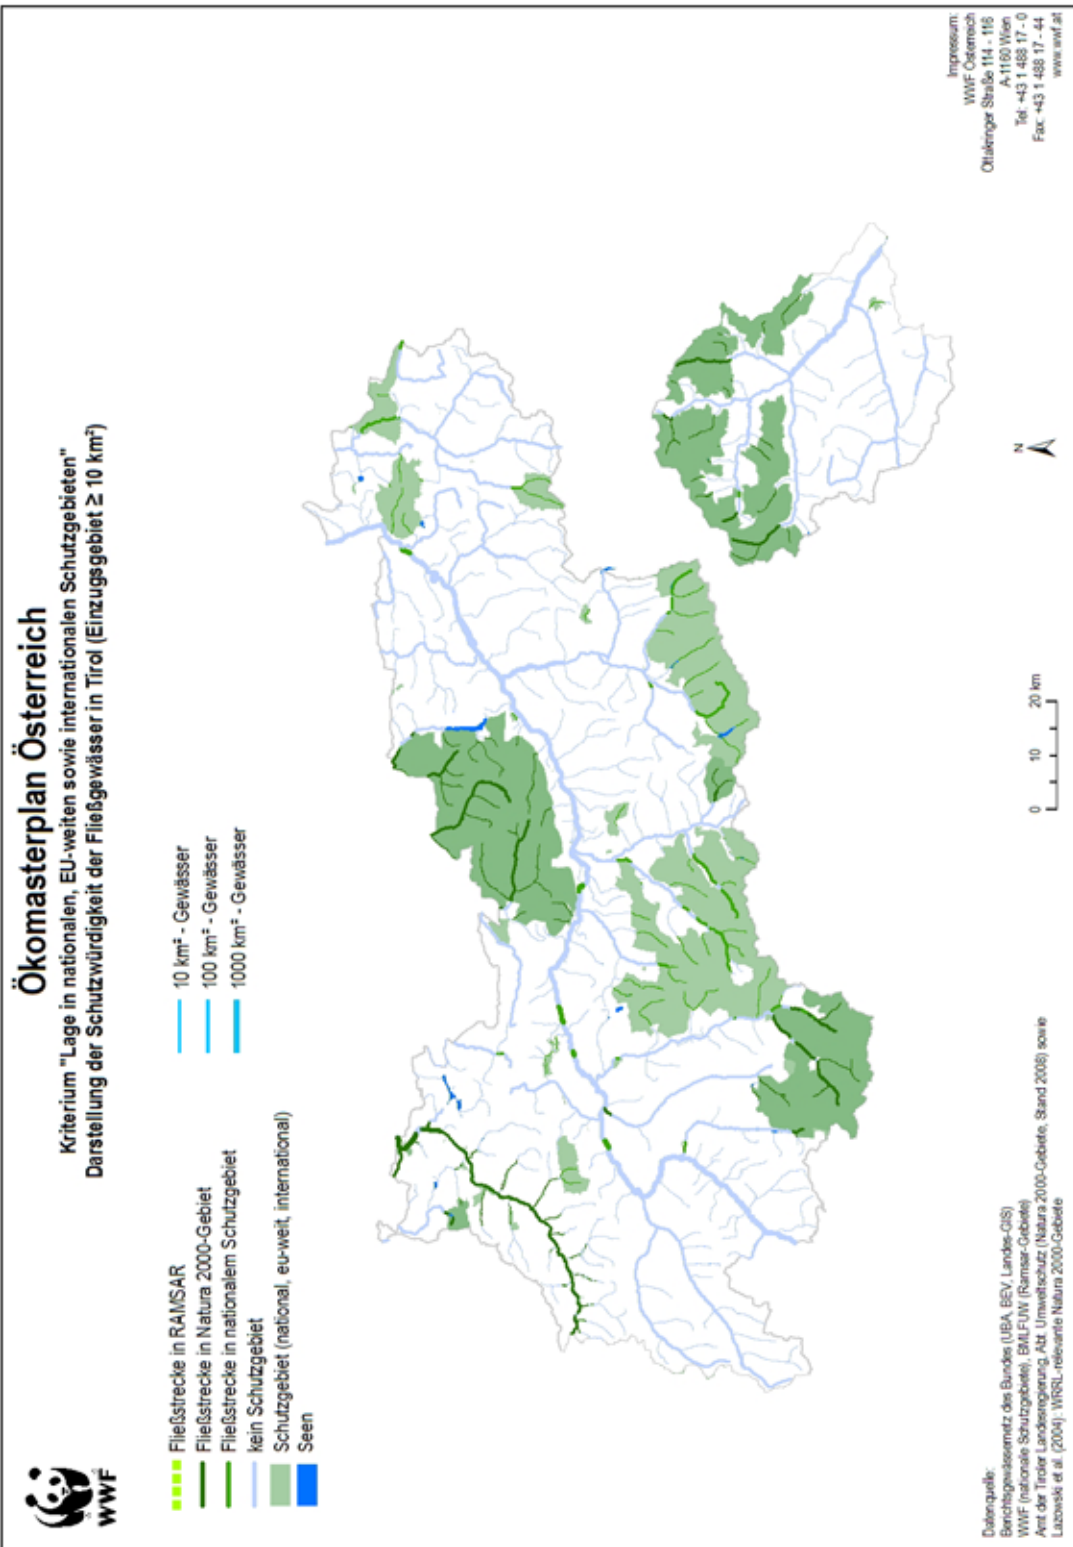 Ökomasterplan Österreich
Kriterium "Lage in nationalen, EU-weiten sowie internationalen Schutzgebieten"
Darstellung der Schutzwürdigkeit der Fließgewässer in Tirol (Einzugsgebiet ≥ 10 km²)
WWF
Fließstrecke in RAMSAR
Fließstrecke in Natura 2000-Gebiet
Fließstrecke in nationalem Schutzgebiet
kein Schutzgebiet
Schutzgebiet (national, eu-weit, international)
Seen
10 km² - Gewässer
100 km² - Gewässer
1000 km² - Gewässer
Datenquelle:
Berichtsgewässernetz des Bundes (UBA, BEV, Landes-GIS)
WWF (nationale Schutzgebiete), BMLFUW (Ramsar-Gebiete)
Amt der Tiroler Landesregierung, Abt. Umweltschutz (Natura 2000-Gebiete, Stand 2008) sowie
Lazowski et al. (2004): WRRL-relevante Natura 2000-Gebiete
0 10 20 km
N
Impressum:
WWF Österreich
Ottakringer Straße 114 - 116
A-1160 Wien
Tel: +43 1 488 17 - 0
Fax: +43 1 488 17 - 44
www.wwf.at